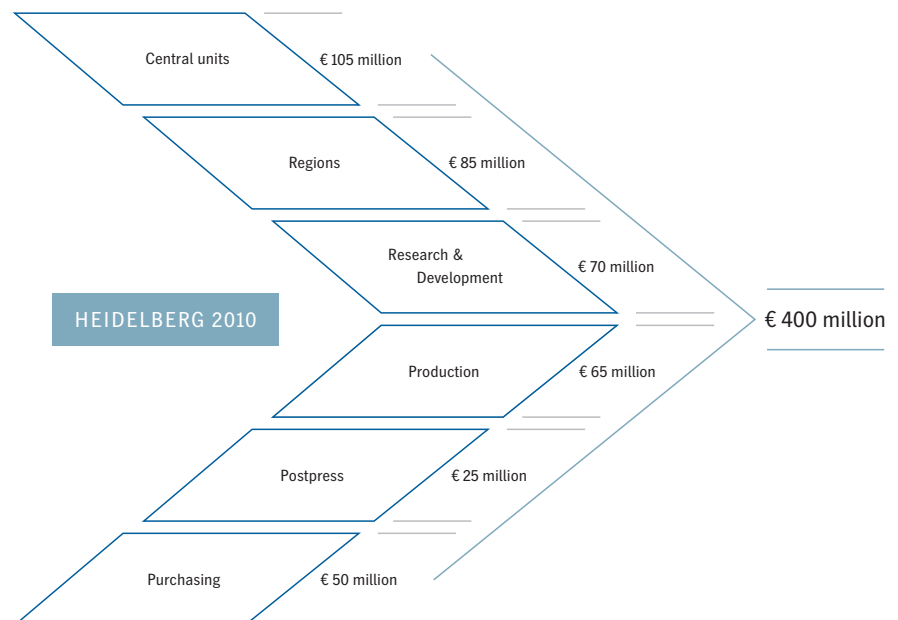 Central units
€ 105 million
Regions
€ 85 million
Research &
Development
€ 70 million
HEIDELBERG 2010
€ 400 million
Production
€ 65 million
Postpress
€ 25 million
Purchasing
€ 50 million